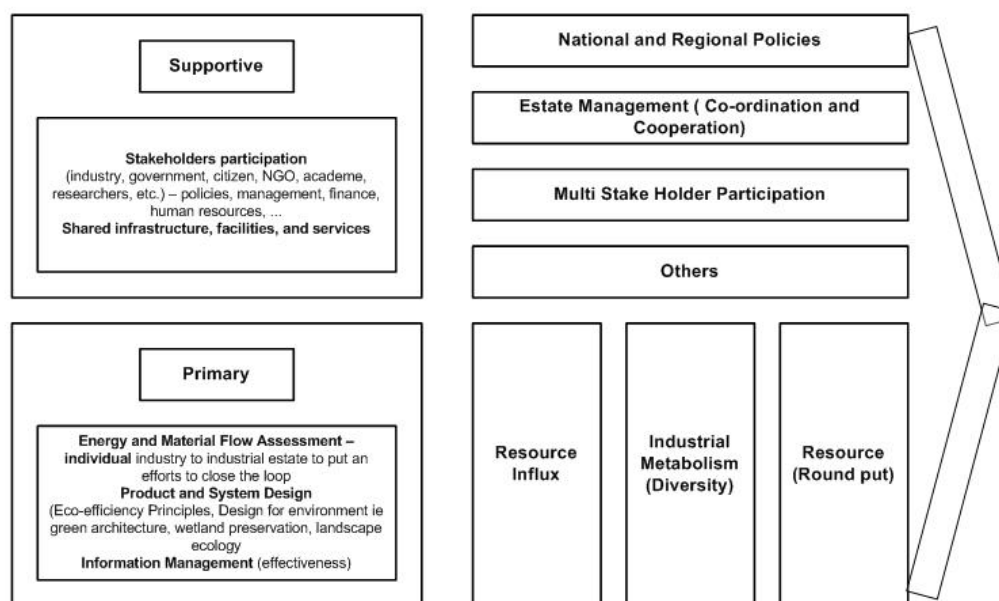 Supportive
Stakeholders participation
(industry, government, citizen, NGO, academe,
researchers, etc.) – policies, management, finance,
human resources, ...
Shared infrastructure, facilities, and services
National and Regional Policies
Estate Management ( Co-ordination and
Cooperation)
Multi Stake Holder Participation
Others
Primary
Energy and Material Flow Assessment –
individual industry to industrial estate to put an
efforts to close the loop
Product and System Design
(Eco-efficiency Principles, Design for environment ie
green architecture, wetland preservation, landscape
ecology
Information Management (effectiveness)
Resource
Influx
Industrial
Metabolism
(Diversity)
Resource
(Round put)